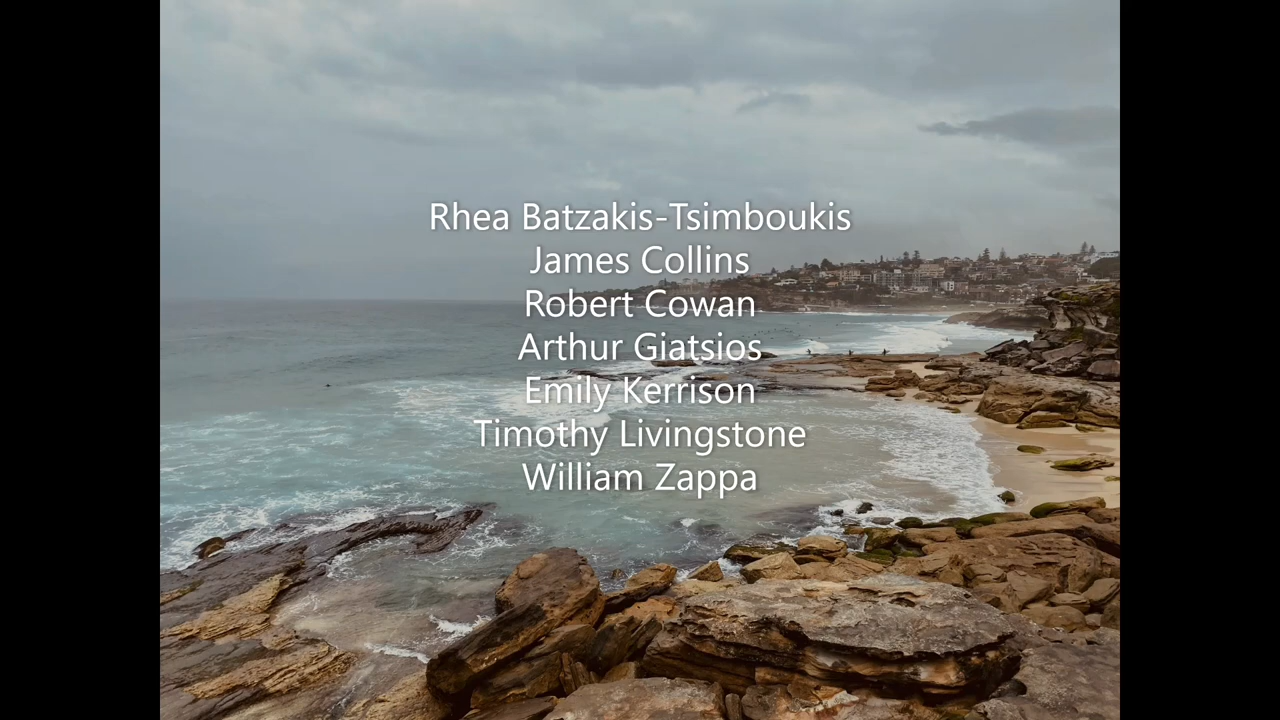 Rhea Batzakis-Tsimboukis
James Collins
Robert Cowan
Arthur Giatsios
Emily Kerrison
Timothy Livingstone
William Zappa